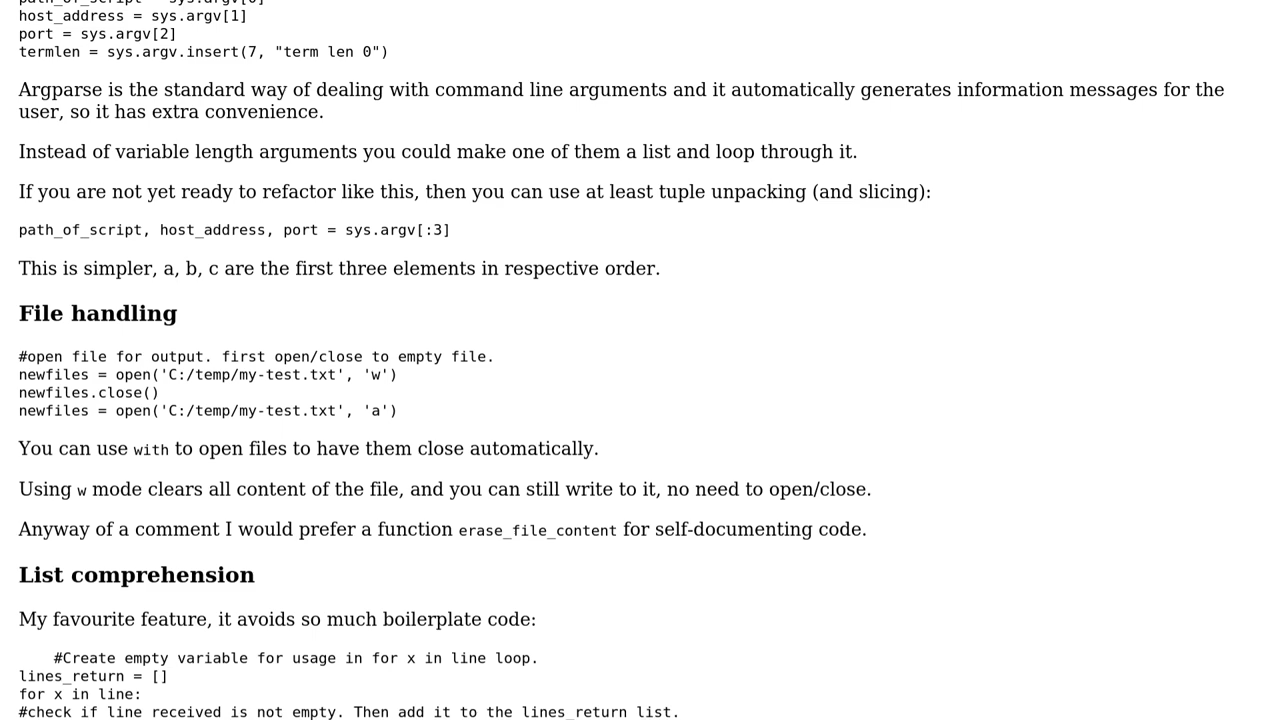 path_of_script = sys.argv[0]
host_address = sys.argv[1]
port = sys.argv[2]
termlen = sys.argv.insert(7, "term len 0")
Argparse is the standard way of dealing with command line arguments and it automatically generates information messages for the
user, so it has extra convenience.
Instead of variable length arguments you could make one of them a list and loop through it.
If you are not yet ready to refactor like this, then you can use at least tuple unpacking (and slicing):
path_of_script, host_address, port = sys.argv[:3]
This is simpler, a, b, c are the first three elements in respective order.
File handling
#open file for output. first open/close to empty file.
newfiles = open('C:/temp/my-test.txt', 'w')
newfiles.close()
newfiles = open('C:/temp/my-test.txt', 'a')
You can use with to open files to have them close automatically.
Using w mode clears all content of the file, and you can still write to it, no need to open/close.
Anyway of a comment I would prefer a function erase_file_content for self-documenting code.
List comprehension
My favourite feature, it avoids so much boilerplate code:
#Create empty variable for usage in for x in line loop.
lines_return = []
for x in line:
#check if line received is not empty. Then add it to the lines_return list.